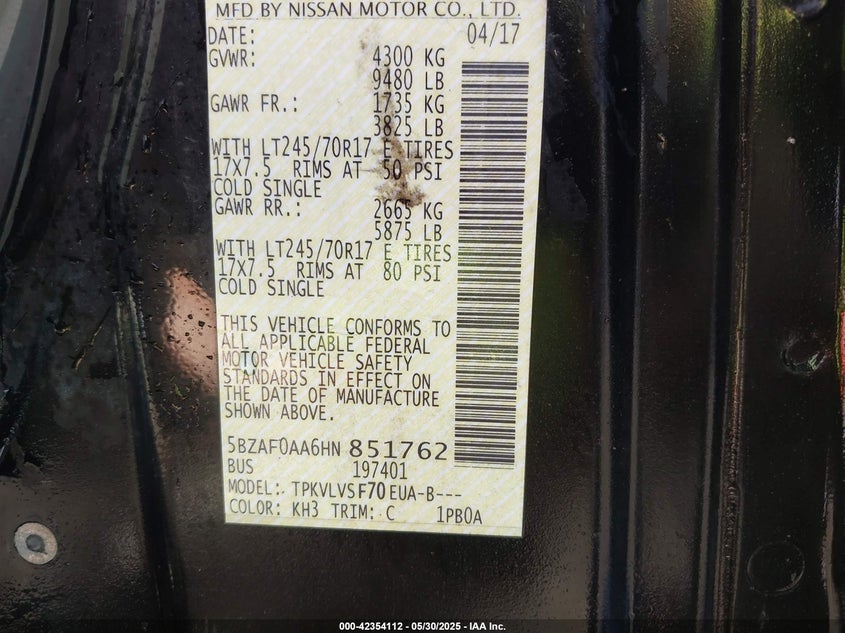 MFD BY NISSAN MOTOR CO., LTD.
DATE: 04/17
GVWR: 4300 KG
9480 LB
GAWR FR.: 1735 KG
3825 LB
WITH LT245/70R17 E TIRES
17X7.5 RIMS AT 50 PSI
COLD SINGLE
GAWR RR.: 2665 KG
5875 LB
WITH LT245/70R17 E TIRES
17X7.5 RIMS AT 80 PSI
COLD SINGLE
THIS VEHICLE CONFORMS TO
ALL APPLICABLE FEDERAL
MOTOR VEHICLE SAFETY
STANDARDS IN EFFECT ON
THE DATE OF MANUFACTURE
SHOWN ABOVE.
5BZAF0AA6HN 851762
BUS 197401
MODEL: TPKVLVSF70EUA-B---
COLOR: KH3 TRIM: C 1PB0A
000-42354112 - 05/30/2025 - IAA Inc.